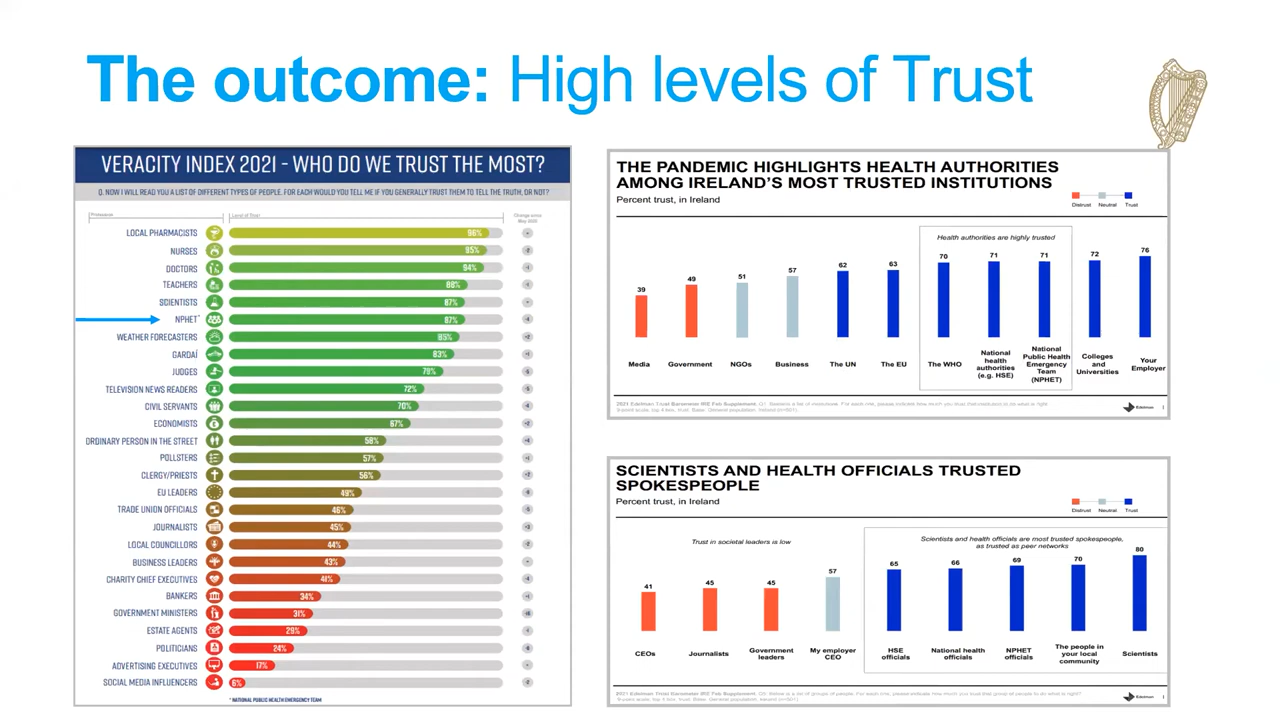 The outcome: High levels of Trust
VERACITY INDEX 2021 - WHO DO WE TRUST THE MOST?
Q. NOW I WILL READ YOU A LIST OF DIFFERENT TYPES OF PEOPLE. FOR EACH WOULD YOU TELL ME IF YOU GENERALLY TRUST THEM TO TELL THE TRUTH, OR NOT?
Profession
Level of Trust
Change since
May 2020
LOCAL PHARMACISTS 96%
NURSES 95%
DOCTORS 94%
TEACHERS 88%
SCIENTISTS 87%
NPHET* 87%
WEATHER FORECASTERS 85%
GARDAÍ 83%
JUDGES 79%
TELEVISION NEWS READERS 72%
CIVIL SERVANTS 70%
ECONOMISTS 67%
ORDINARY PERSON IN THE STREET 58%
POLLSTERS 57%
CLERGY/PRIESTS 56%
EU LEADERS 49%
TRADE UNION OFFICIALS 46%
JOURNALISTS 45%
LOCAL COUNCILLORS 44%
BUSINESS LEADERS 43%
CHARITY CHIEF EXECUTIVES 41%
BANKERS 34%
GOVERNMENT MINISTERS 31%
ESTATE AGENTS 29%
POLITICIANS 24%
ADVERTISING EXECUTIVES 17%
SOCIAL MEDIA INFLUENCERS 6%
* NATIONAL PUBLIC HEALTH EMERGENCY TEAM
THE PANDEMIC HIGHLIGHTS HEALTH AUTHORITIES
AMONG IRELAND'S MOST TRUSTED INSTITUTIONS
Percent trust, in Ireland
Distrust Neutral Trust
Health authorities are highly trusted
39 49 51 57 62 63 70 71 71 72 76
Media Government NGOs Business The UN The EU The WHO
National
health
authorities
(e.g. HSE)
National
Public Health
Emergency
Team
(NPHET)
Colleges
and
Universities
Your
Employer
Edelman
SCIENTISTS AND HEALTH OFFICIALS TRUSTED
SPOKESPEOPLE
Percent trust, in Ireland
Distrust Neutral Trust
Trust in societal leaders is low
Scientists and health officials are most trusted spokespeople,
as trusted as peer networks
41 45 45 57 65 66 69 70 80
CEOs
Journalists
Government
leaders
My employer
CEO
HSE
officials
National health
officials
NPHET
officials
The people in
your local
community
Scientists
Edelman